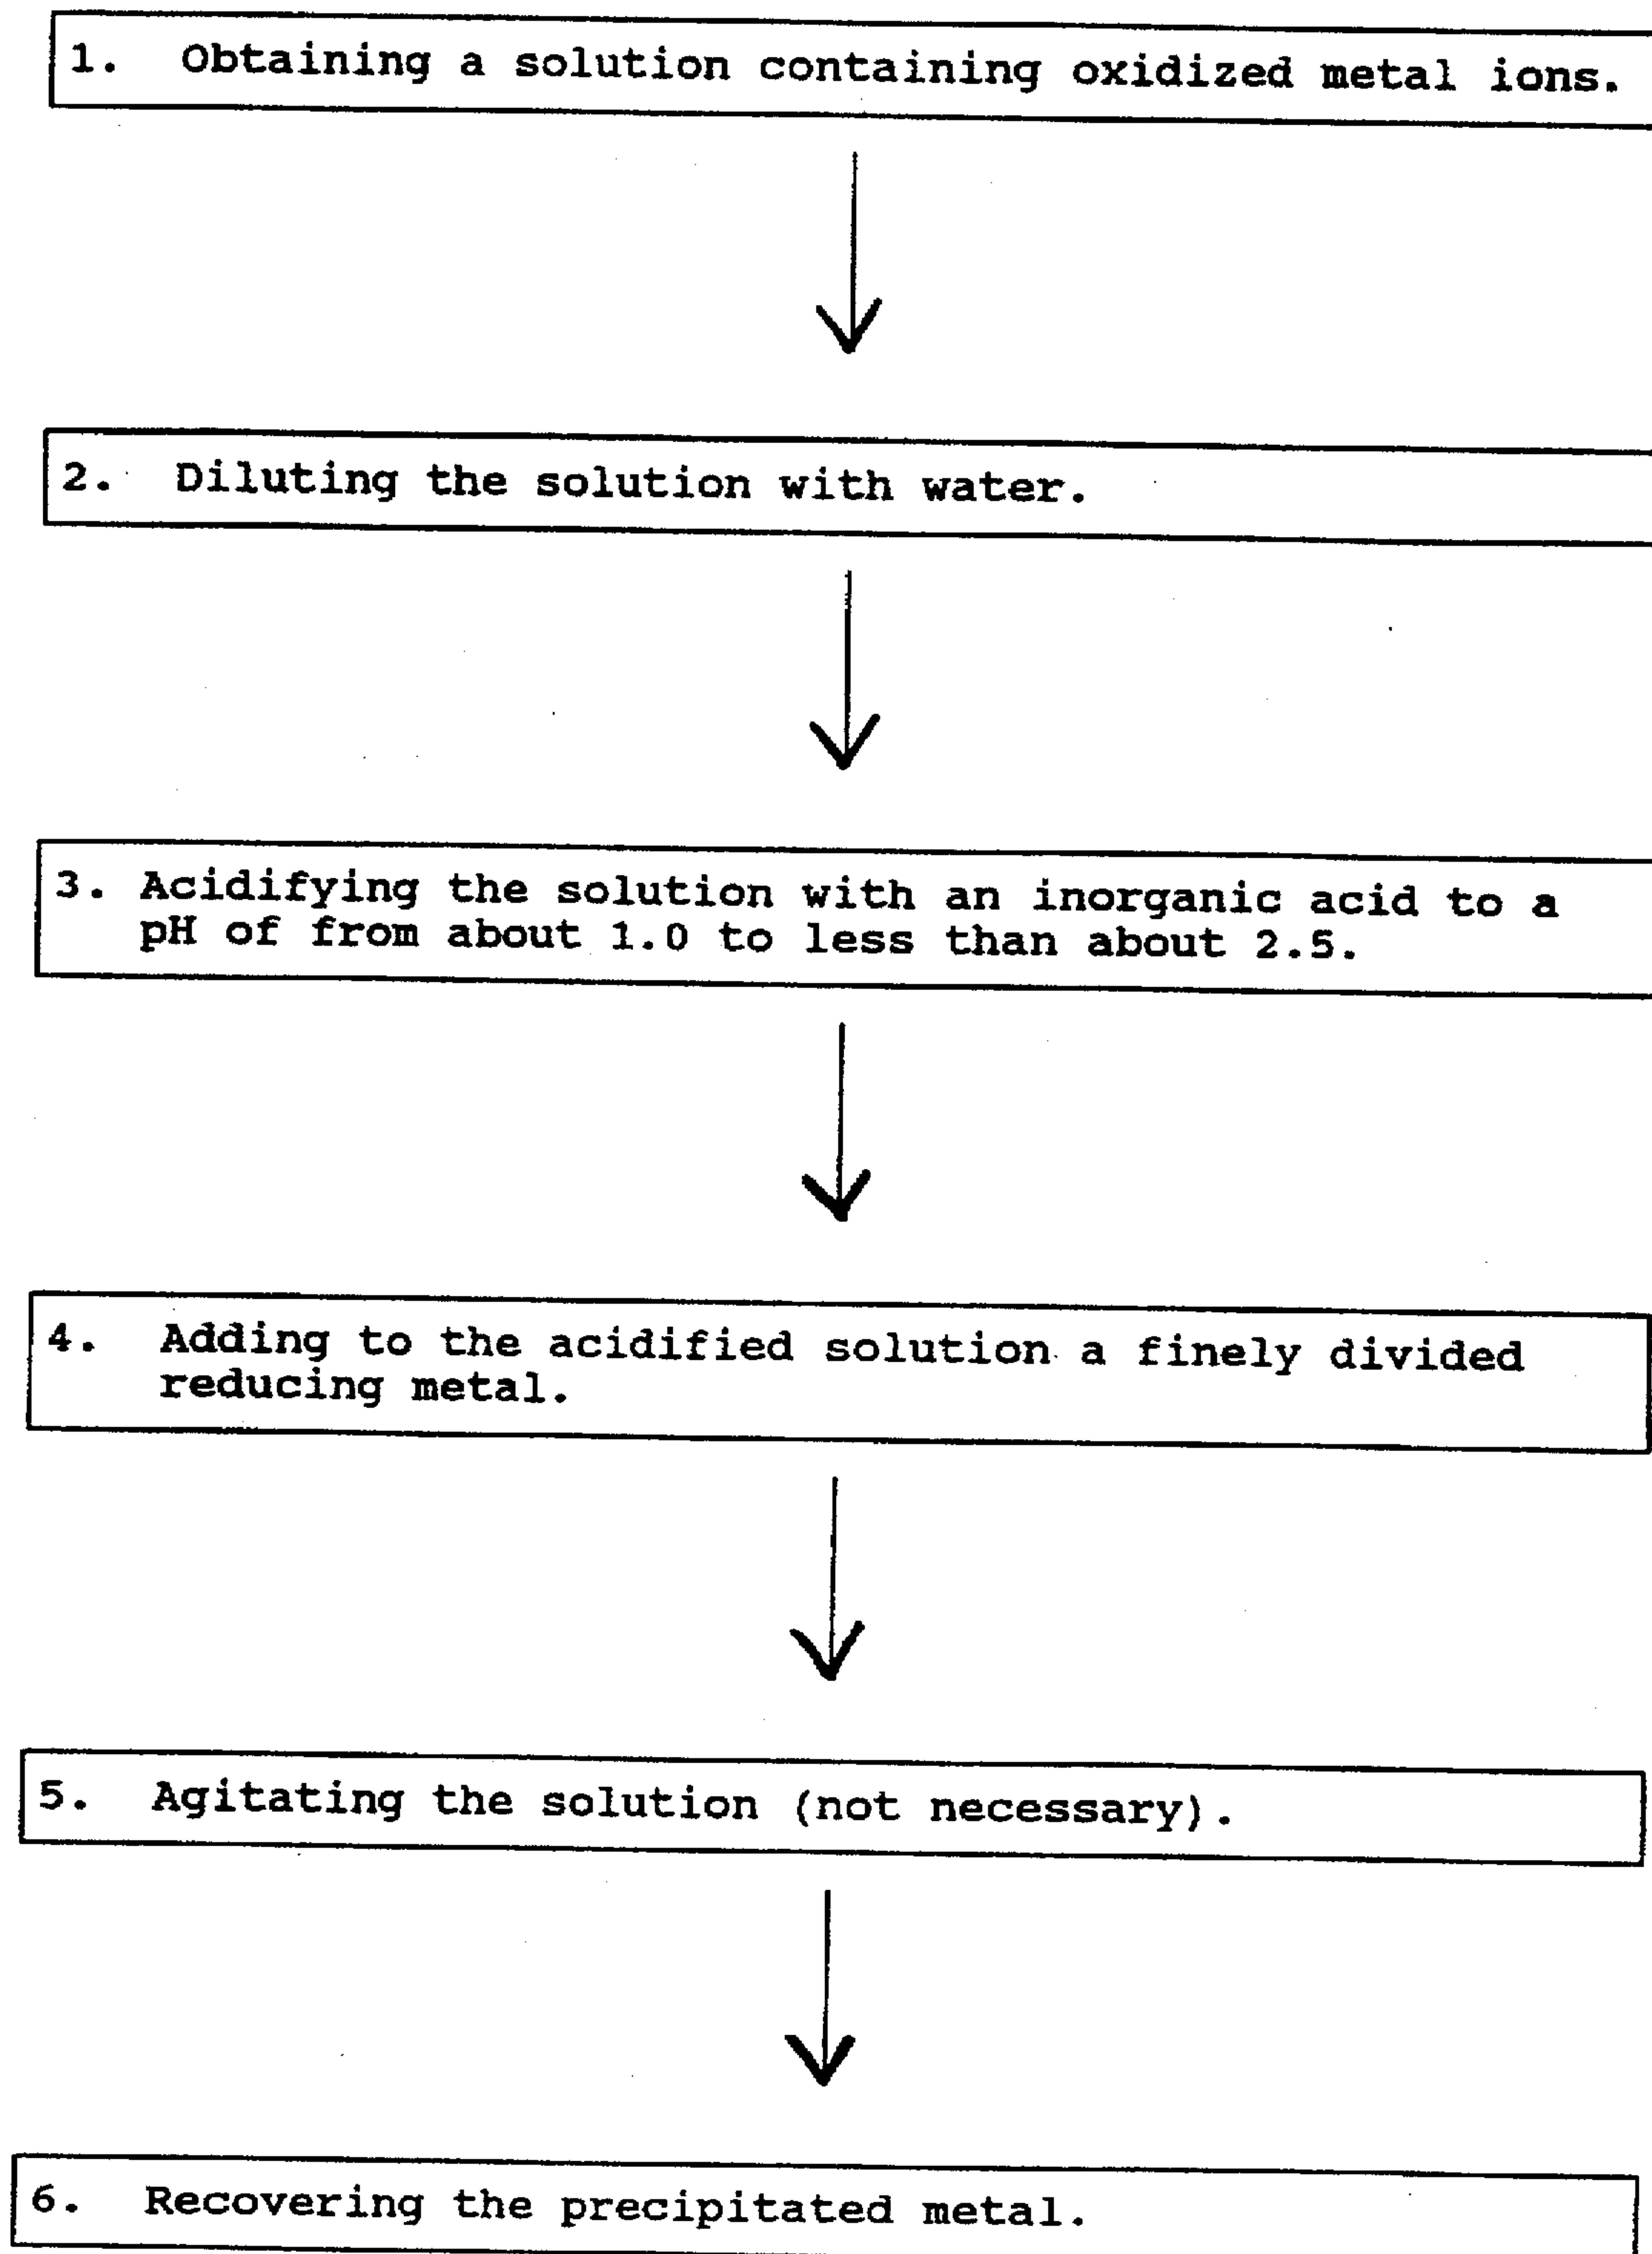 1. Obtaining a solution containing oxidized metal ions.
2. Diluting the solution with water.
3. Acidifying the solution with an inorganic acid to a
pH of from about 1.0 to less than about 2.5.
4. Adding to the acidified solution a finely divided
reducing metal.
5. Agitating the solution (not necessary).
6. Recovering the precipitated metal.